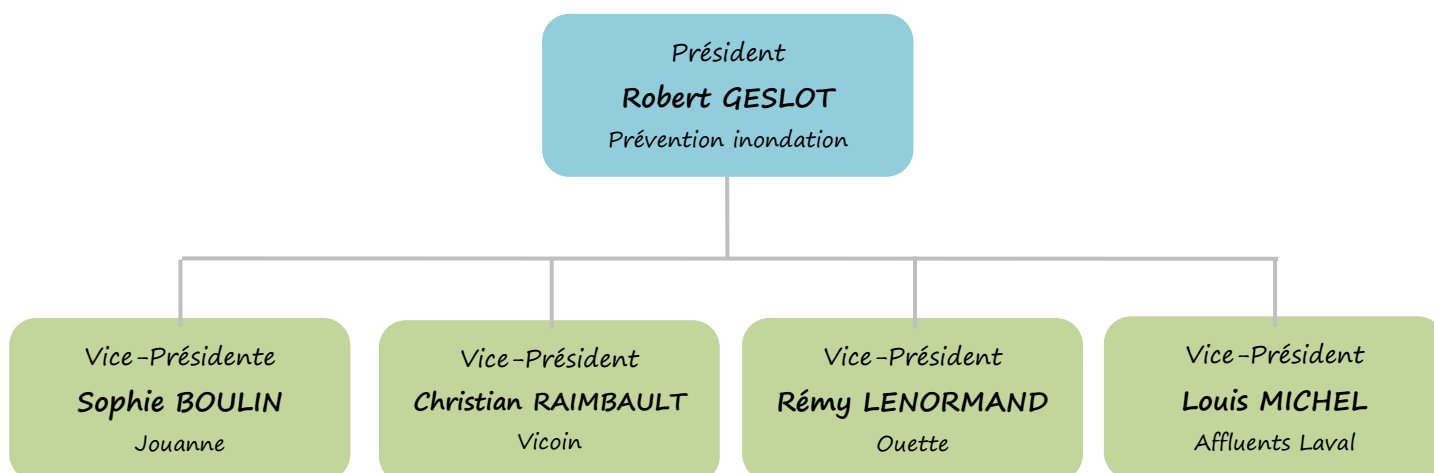 Président
Robert GESLOT
Prévention inondation
Vice-Présidente
Sophie BOULIN
Jouanne
Vice-Président
Christian RAIMBAULT
Vicoin
Vice-Président
Rémy LENORMAND
Ouette
Vice-Président
Louis MICHEL
Affluents Laval